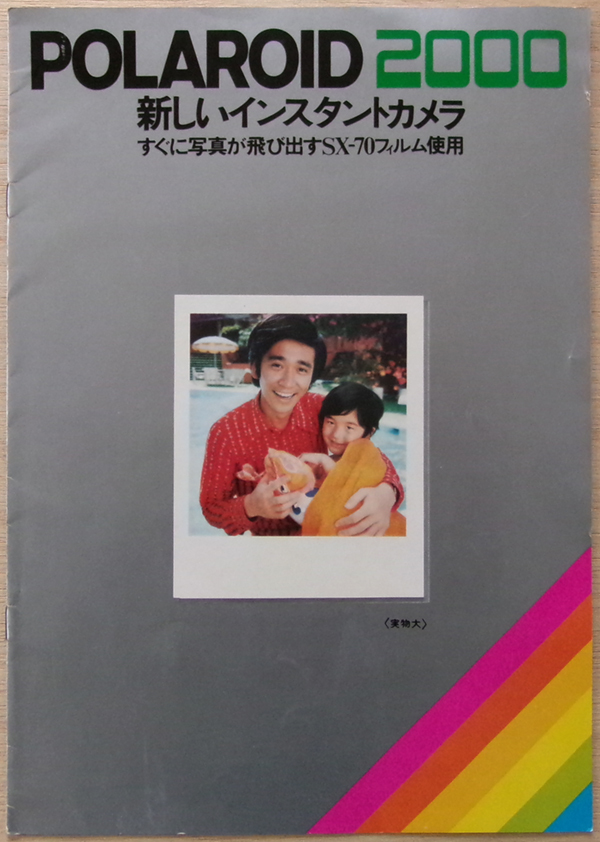 POLAROID 2000
新しいインスタントカメラ
すぐに写真が飛び出すSX-70フィルム使用
〈実物大〉